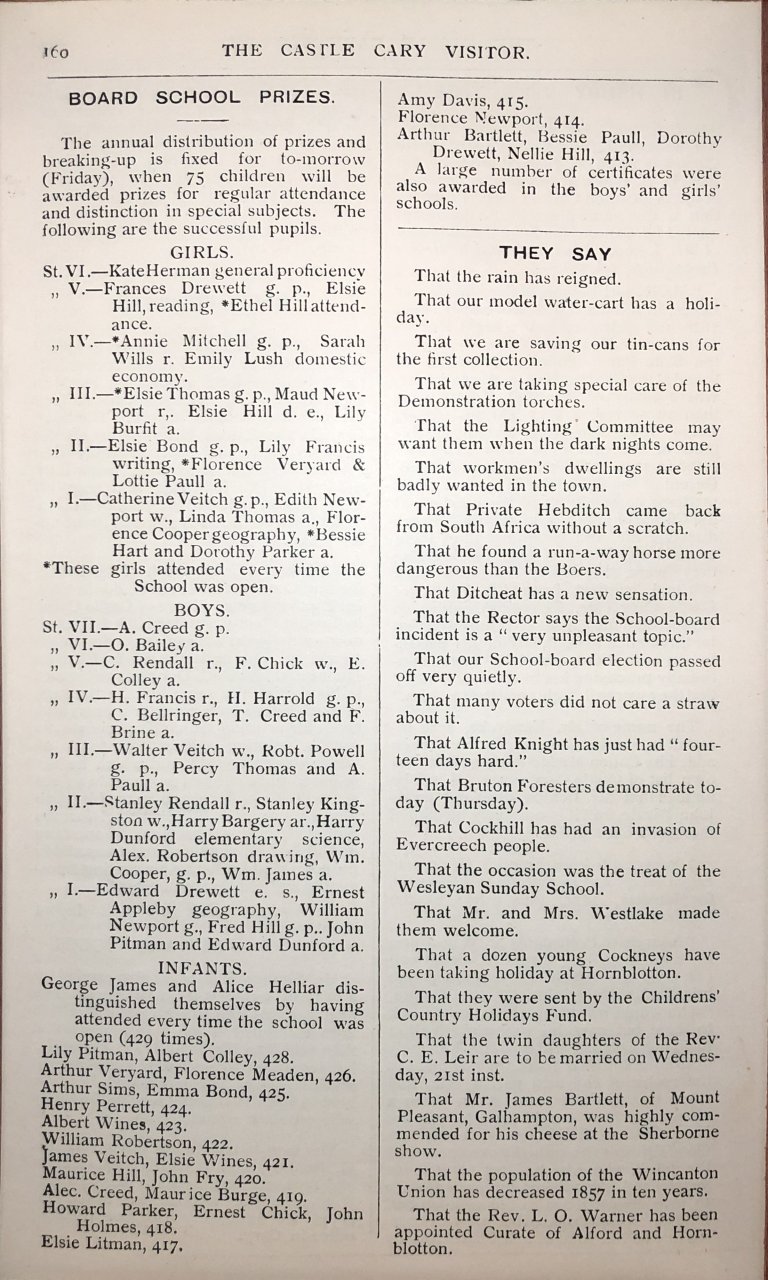 160
THE CASTLE CARY VISITOR.
BOARD SCHOOL PRIZES.
The annual distribution of prizes and
breaking-up is fixed for to-morrow
(Friday), when 75 children will be
awarded prizes for regular attendance
and distinction in special subjects. The
following are the successful pupils.
GIRLS.
St. VI.—Kate Herman general proficiency
„ V.—Frances Drewett g. p., Elsie
Hill, reading, *Ethel Hill attend-
ance.
„ IV.—*Annie Mitchell g. p., Sarah
Wills r. Emily Lush domestic
economy.
„ III.—*Elsie Thomas g. p., Maud New-
port r,. Elsie Hill d. e., Lily
Burfit a.
„ II.—Elsie Bond g. p., Lily Francis
writing, *Florence Veryard &
Lottie Paull a.
„ I.—Catherine Veitch g. p., Edith New-
port w., Linda Thomas a., Flor-
ence Cooper geography, *Bessie
Hart and Dorothy Parker a.
*These girls attended every time the
School was open.
BOYS.
St. VII.—A. Creed g. p.
„ VI.—O. Bailey a.
„ V.—C. Rendall r., F. Chick w., E.
Colley a.
„ IV.—H. Francis r., H. Harrold g. p.,
C. Bellringer, T. Creed and F.
Brine a.
„ III.—Walter Veitch w., Robt. Powell
g. p., Percy Thomas and A.
Paull a.
„ II.—Stanley Rendall r., Stanley King-
ston w., Harry Bargery ar., Harry
Dunford elementary science,
Alex. Robertson drawing, Wm.
Cooper, g. p., Wm. James a.
„ I.—Edward Drewett e. s., Ernest
Appleby geography, William
Newport g., Fred Hill g. p.. John
Pitman and Edward Dunford a.
INFANTS.
George James and Alice Helliar dis-
tinguished themselves by having
attended every time the school was
open (429 times).
Lily Pitman, Albert Colley, 428.
Arthur Veryard, Florence Meaden, 426.
Arthur Sims, Emma Bond, 425.
Henry Perrett, 424.
Albert Wines, 423.
William Robertson, 422.
James Veitch, Elsie Wines, 421.
Maurice Hill, John Fry, 420.
Alec. Creed, Maurice Burge, 419.
Howard Parker, Ernest Chick, John
Holmes, 418.
Elsie Litman, 417.
Amy Davis, 415.
Florence Newport, 414.
Arthur Bartlett, Bessie Paull, Dorothy
Drewett, Nellie Hill, 413.
A large number of certificates were
also awarded in the boys' and girls'
schools.
THEY SAY
That the rain has reigned.
That our model water-cart has a holi-
day.
That we are saving our tin-cans for
the first collection.
That we are taking special care of the
Demonstration torches.
That the Lighting Committee may
want them when the dark nights come.
That workmen's dwellings are still
badly wanted in the town.
That Private Hebditch came back
from South Africa without a scratch.
That he found a run-a-way horse more
dangerous than the Boers.
That Ditcheat has a new sensation.
That the Rector says the School-board
incident is a “ very unpleasant topic.”
That our School-board election passed
off very quietly.
That many voters did not care a straw
about it.
That Alfred Knight has just had “ four-
teen days hard.”
That Bruton Foresters demonstrate to-
day (Thursday).
That Cockhill has had an invasion of
Evercreech people.
That the occasion was the treat of the
Wesleyan Sunday School.
That Mr. and Mrs. Westlake made
them welcome.
That a dozen young Cockneys have
been taking holiday at Hornblotton.
That they were sent by the Childrens'
Country Holidays Fund.
That the twin daughters of the Rev.
C. E. Leir are to be married on Wednes-
day, 21st inst.
That Mr. James Bartlett, of Mount
Pleasant, Galhampton, was highly com-
mended for his cheese at the Sherborne
show.
That the population of the Wincanton
Union has decreased 1857 in ten years.
That the Rev. L. O. Warner has been
appointed Curate of Alford and Horn-
blotton.